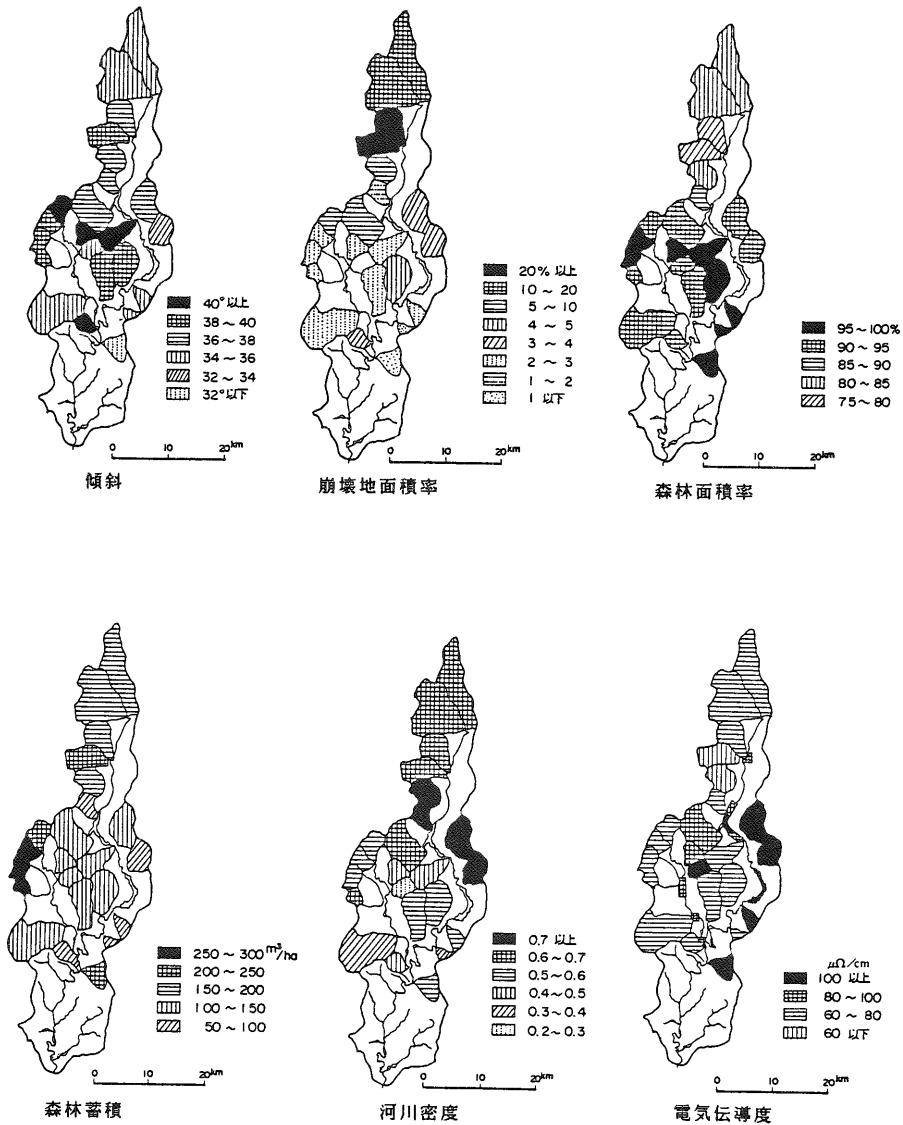 40°以上
38～40
36～38
34～36
32～34
32°以下
0 10 20km
傾斜
20%以上
10～20
5～10
4～5
3～4
2～3
1～2
1以下
0 10 20km
崩壊地面積率
95～100%
90～95
85～90
80～85
75～80
0 10 20km
森林面積率
250～300m³/ha
200～250
150～200
100～150
50～100
0 10 20km
森林蓄積
0.7以上
0.6～0.7
0.5～0.6
0.4～0.5
0.3～0.4
0.2～0.3
0 10 20km
河川密度
μΩ/cm
100以上
80～100
60～80
60以下
0 10 20km
電気伝導度